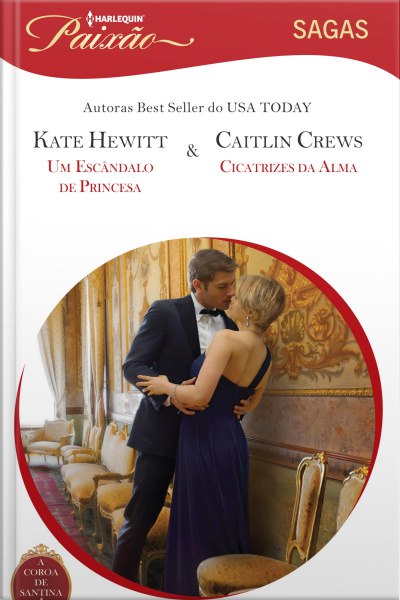 HARLEQUIN
Paixão
SAGAS
Autoras Best Seller do USA TODAY
KATE HEWITT
UM ESCÂNDALO
DE PRINCESA
&
CAITLIN CREWS
CICATRIZES DA ALMA
A
COROA
DE
SANTINA